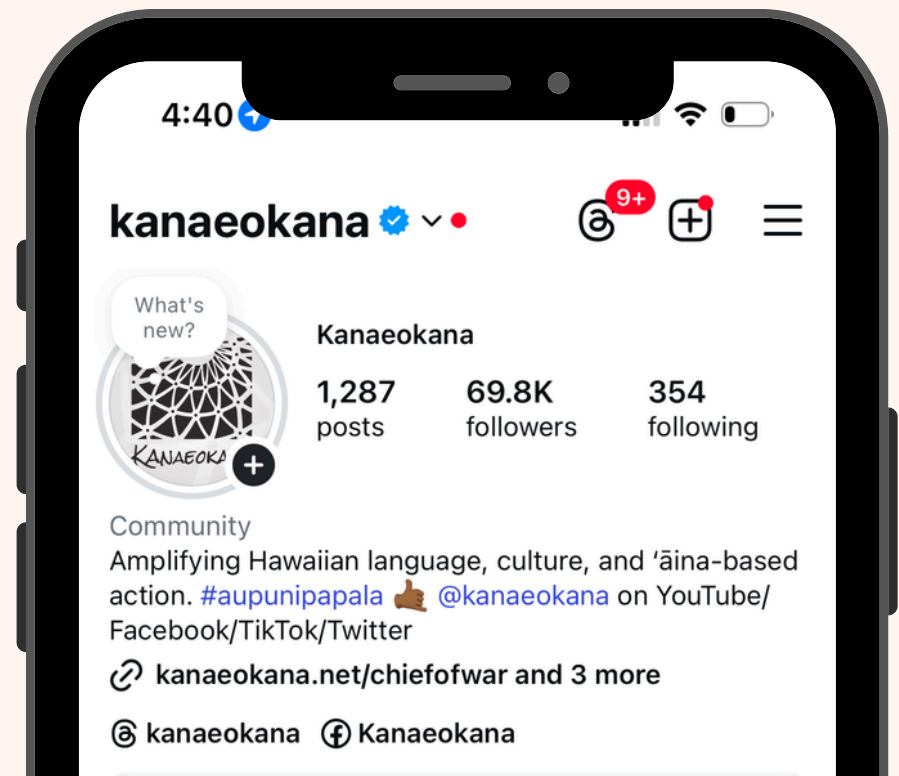 4:40
9+
kanaeokana
What's
new?
Kanaeokana
1,287 69.8K 354
posts followers following
KANAEOKA
Community
Amplifying Hawaiian language, culture, and ‘āina-based
action. #aupunipapala 🤙🏾 @kanaeokana on YouTube/
Facebook/TikTok/Twitter
kanaeokana.net/chiefofwar and 3 more
kanaeokana Kanaeokana